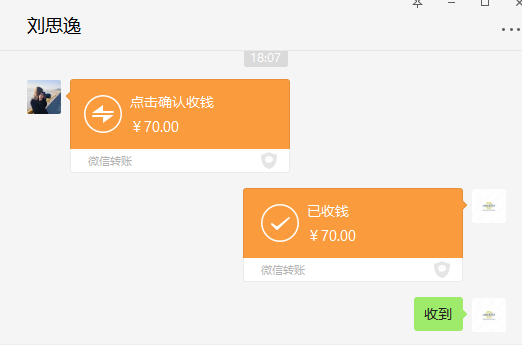 刘思逸
18:07
点击确认收钱
￥70.00
微信转账
已收钱
￥70.00
微信转账
收到